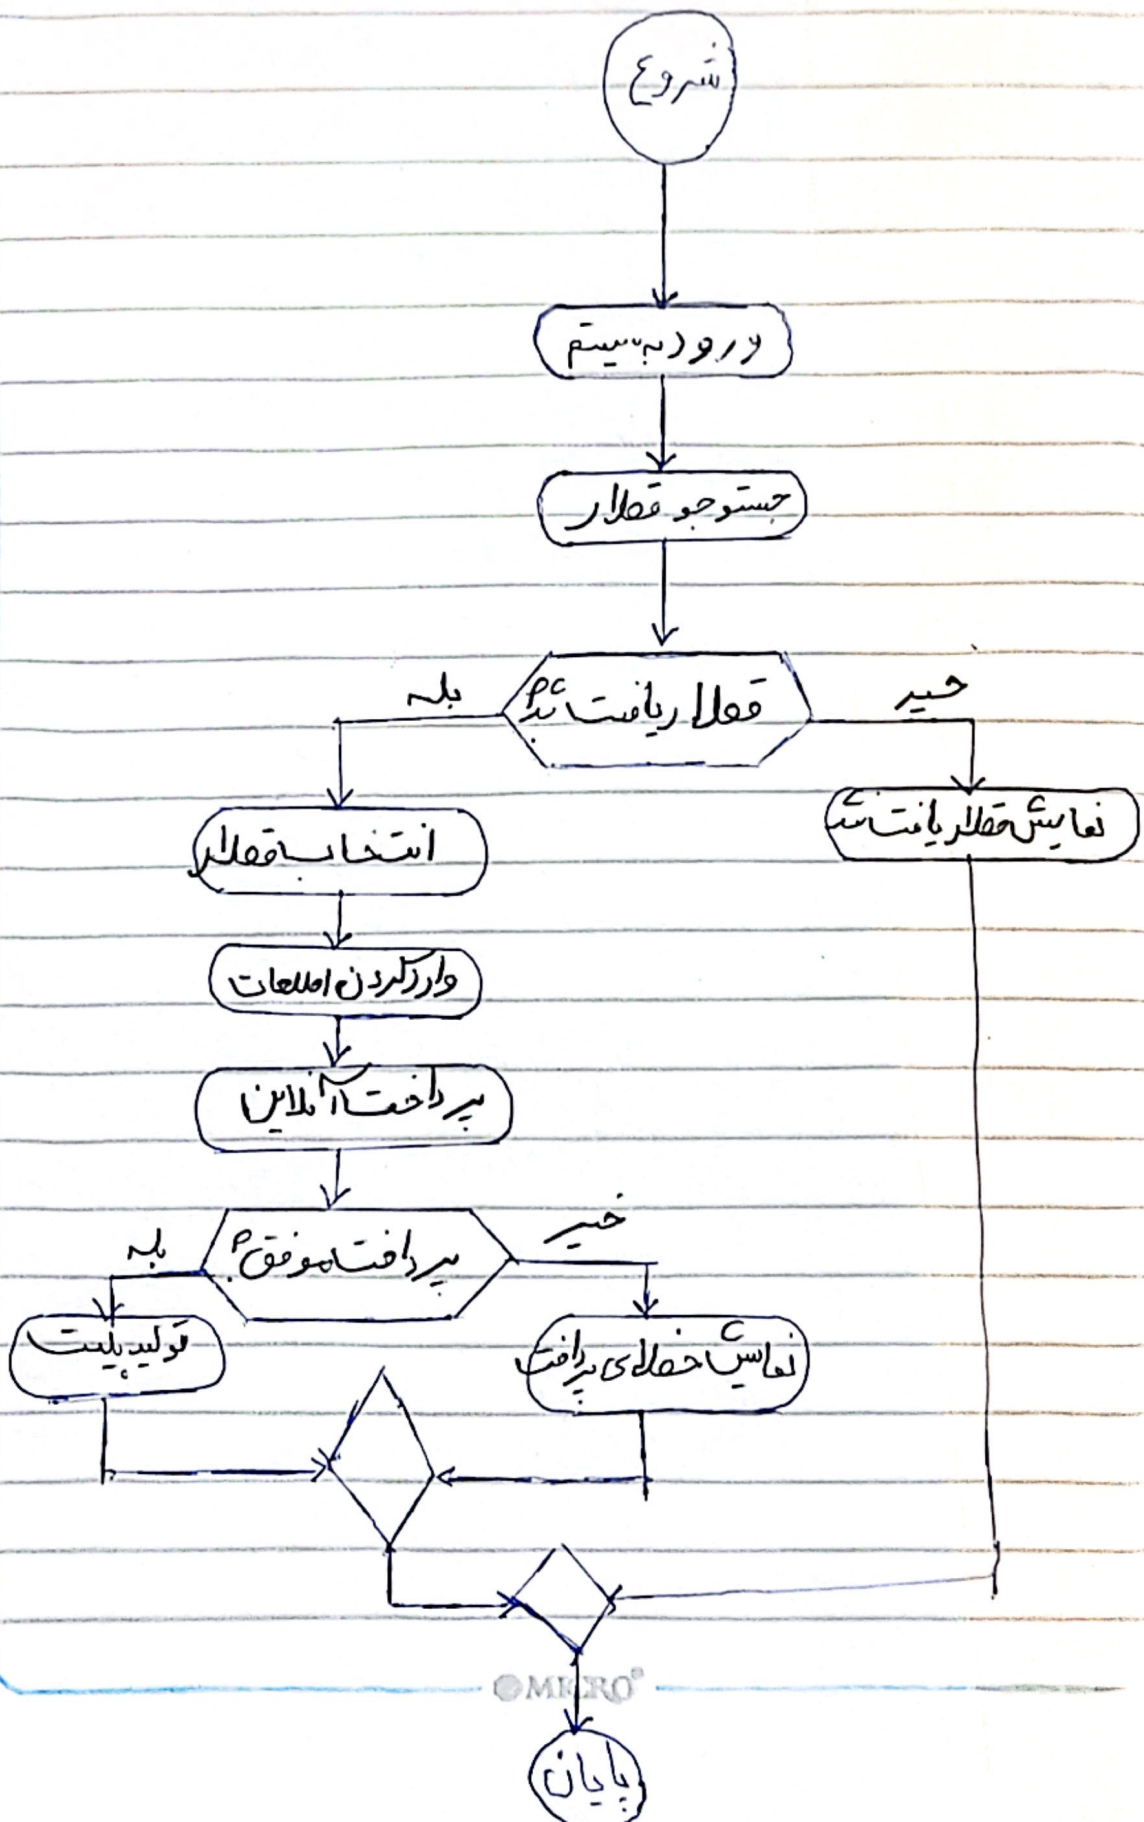 شروع
ورود به سیستم
جستوجو قطار
قطار یافت شد؟
بله
خیر
انتخاب قطار
نمایش قطار یافت نشد
وارد کردن اطلاعات
پرداخت آنلاین
پرداخت موفق؟
بله
خیر
تولید بلیت
نمایش خطای پرداخت
MICRO
پایان